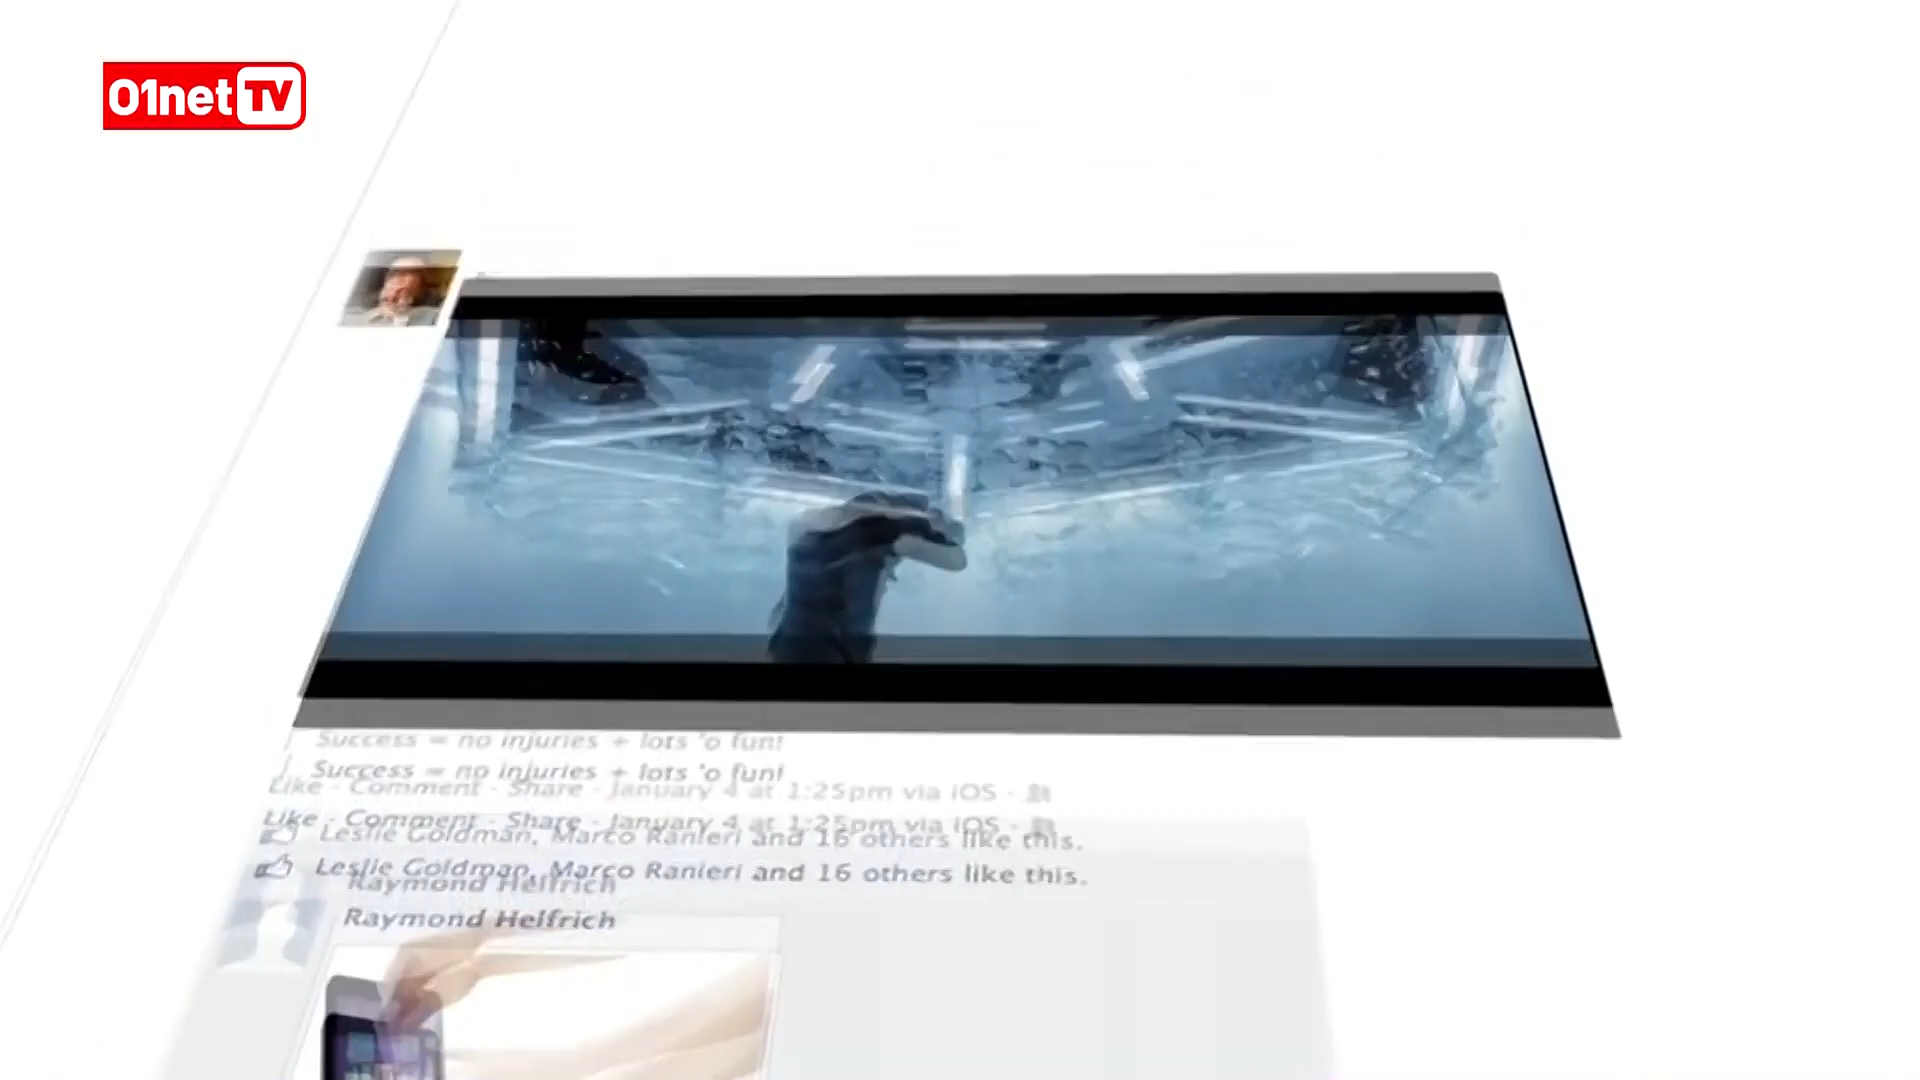 01net TV
Success = no injuries + lots 'o fun!
Success = no injuries + lots 'o fun!
Like · Comment · Share · January 4 at 1:25pm via iOS ·
Like · Comment · Share · January 4 at 1:25pm via iOS ·
Leslie Goldman, Marco Ranieri and 16 others like this.
Leslie Goldman, Marco Ranieri and 16 others like this.
Raymond Helfrich
Raymond Helfrich